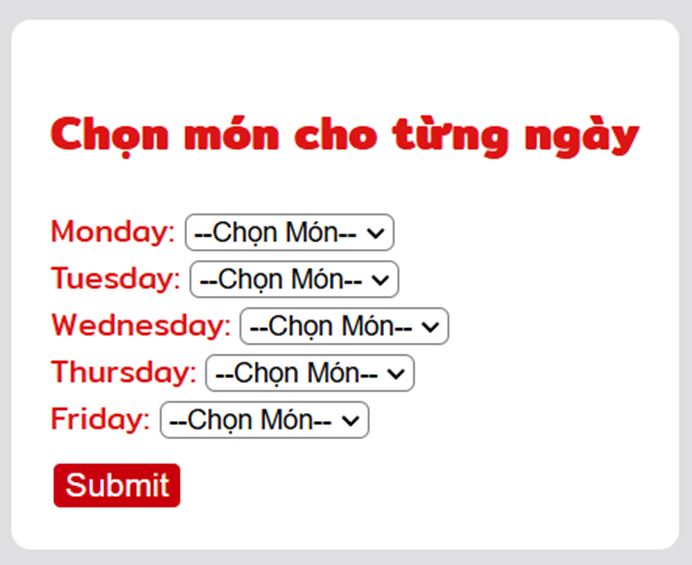 Chọn món cho từng ngày
Monday: --Chọn Món--
Tuesday: --Chọn Món--
Wednesday: --Chọn Món--
Thursday: --Chọn Món--
Friday: --Chọn Món--
Submit